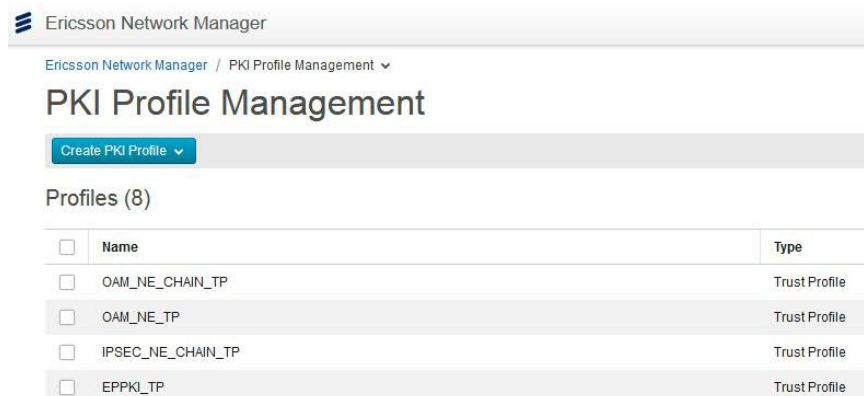 Ericsson Network Manager
Ericsson Network Manager / PKI Profile Management
PKI Profile Management
Create PKI Profile
Profiles (8)
Name Type
OAM_NE_CHAIN_TP Trust Profile
OAM_NE_TP Trust Profile
IPSEC_NE_CHAIN_TP Trust Profile
EPPKI_TP Trust Profile